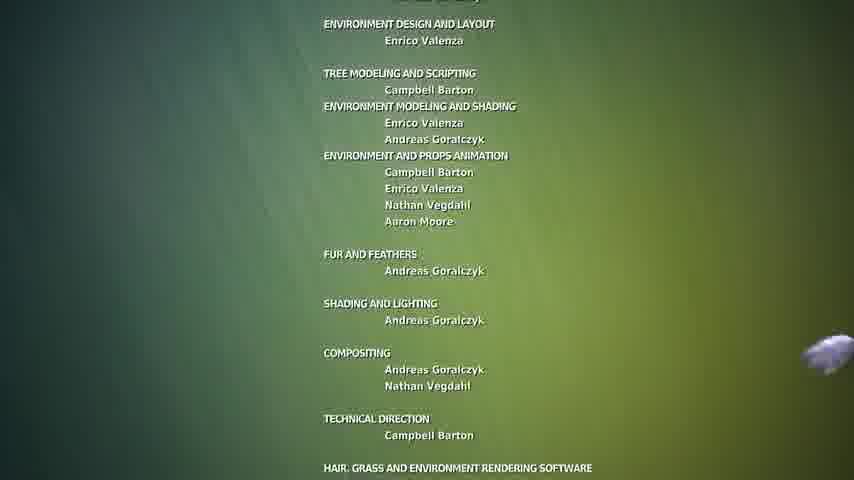 ENVIRONMENT DESIGN AND LAYOUT
Enrico Valenza
TREE MODELING AND SCRIPTING
Campbell Barton
ENVIRONMENT MODELING AND SHADING
Enrico Valenza
Andreas Goralczyk
ENVIRONMENT AND PROPS ANIMATION
Campbell Barton
Enrico Valenza
Nathan Vegdahl
Aaron Moore
FUR AND FEATHERS
Andreas Goralczyk
SHADING AND LIGHTING
Andreas Goralczyk
COMPOSITING
Andreas Goralczyk
Nathan Vegdahl
TECHNICAL DIRECTION
Campbell Barton
HAIR, GRASS AND ENVIRONMENT RENDERING SOFTWARE